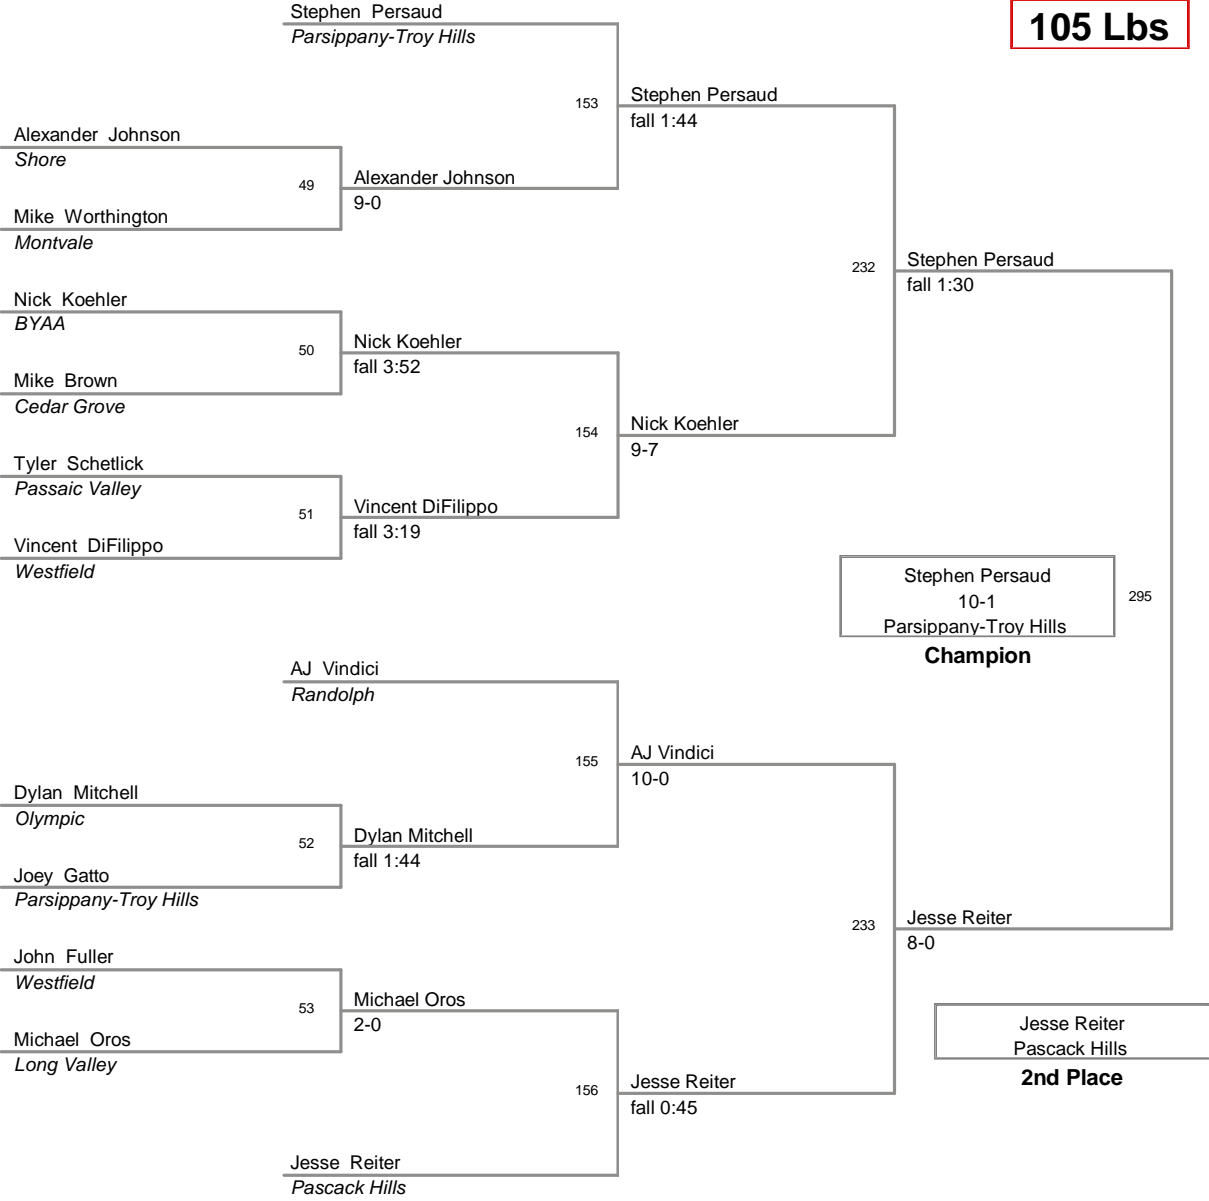 Stephen Persaud
Parsippany-Troy Hills
105 Lbs
153
Stephen Persaud
fall 1:44
Alexander Johnson
Shore
49
Alexander Johnson
9-0
Mike Worthington
Montvale
232
Stephen Persaud
fall 1:30
Nick Koehler
BYAA
50
Nick Koehler
fall 3:52
Mike Brown
Cedar Grove
154
Nick Koehler
9-7
Tyler Schetlick
Passaic Valley
51
Vincent DiFilippo
fall 3:19
Vincent DiFilippo
Westfield
Stephen Persaud
10-1
Parsippany-Troy Hills
295
Champion
AJ Vindici
Randolph
155
AJ Vindici
10-0
Dylan Mitchell
Olympic
52
Dylan Mitchell
fall 1:44
Joey Gatto
Parsippany-Troy Hills
233
Jesse Reiter
8-0
John Fuller
Westfield
53
Michael Oros
2-0
Michael Oros
Long Valley
Jesse Reiter
Pascack Hills
2nd Place
156
Jesse Reiter
fall 0:45
Jesse Reiter
Pascack Hills